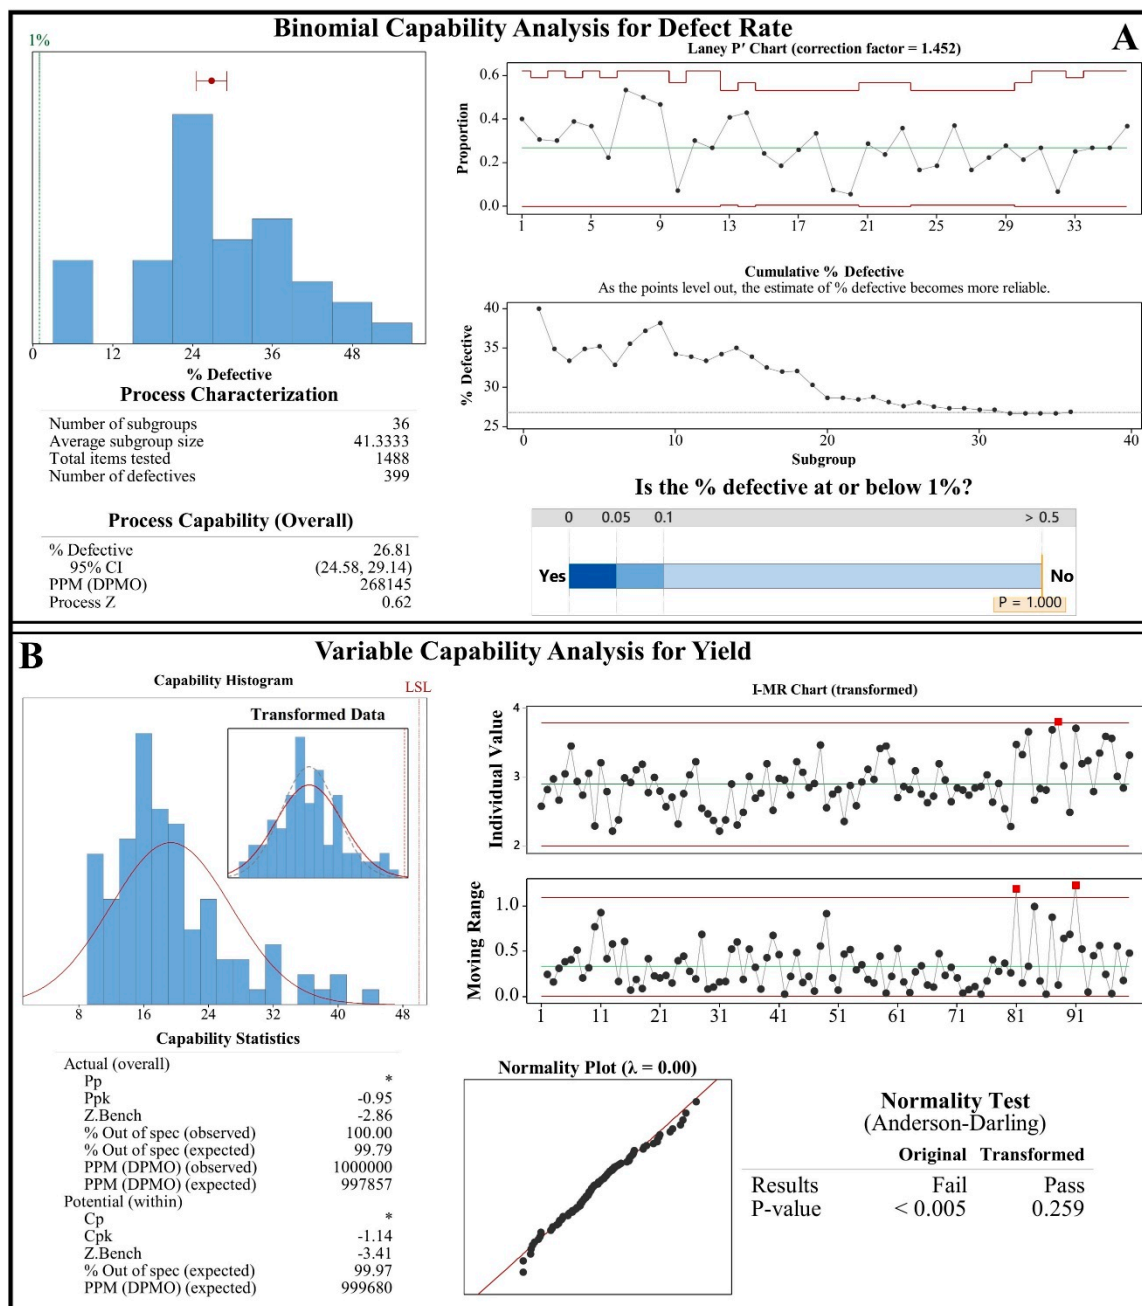 Binomial Capability Analysis for Defect Rate
A
1%
0 12 24 36 48
% Defective
Process Characterization
Number of subgroups 36
Average subgroup size 41.3333
Total items tested 1488
Number of defectives 399
Process Capability (Overall)
% Defective 26.81
95% CI (24.58, 29.14)
PPM (DPMO) 268145
Process Z 0.62
Laney P' Chart (correction factor = 1.452)
Proportion
0.6
0.4
0.2
0.0
1 5 9 13 17 21 25 29 33
Cumulative % Defective
As the points level out, the estimate of % defective becomes more reliable.
% Defective
40
35
30
25
0 10 20 30 40
Subgroup
Is the % defective at or below 1%?
0 0.05 0.1 > 0.5
Yes No
P = 1.000
B
Variable Capability Analysis for Yield
Capability Histogram
LSL
Transformed Data
8 16 24 32 40 48
Capability Statistics
Actual (overall)
Pp *
Ppk -0.95
Z.Bench -2.86
% Out of spec (observed) 100.00
% Out of spec (expected) 99.79
PPM (DPMO) (observed) 1000000
PPM (DPMO) (expected) 997857
Potential (within)
Cp *
Cpk -1.14
Z.Bench -3.41
% Out of spec (expected) 99.97
PPM (DPMO) (expected) 999680
I-MR Chart (transformed)
Individual Value
4
3
2
Moving Range
1.0
0.5
0.0
1 11 21 31 41 51 61 71 81 91
Normality Plot (λ = 0.00)
Normality Test
(Anderson-Darling)
Original Transformed
Results Fail Pass
P-value < 0.005 0.259